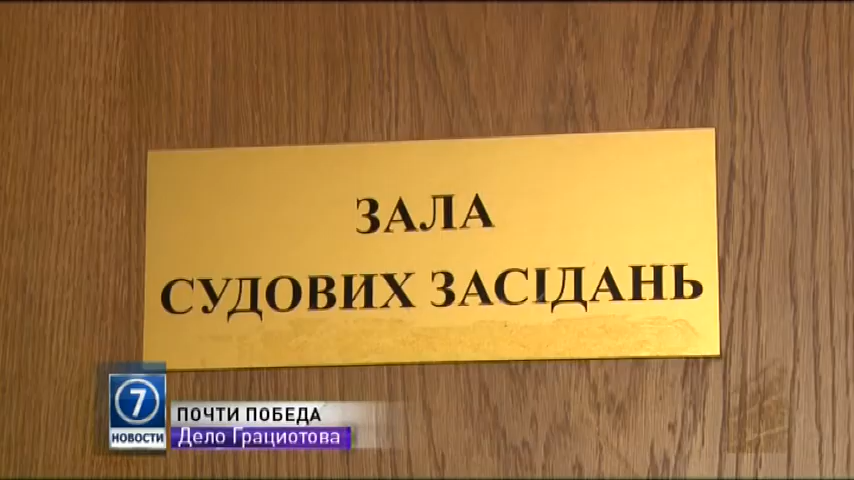 ЗАЛА
СУДОВИХ ЗАСІДАНЬ
7
НОВОСТИ
ПОЧТИ ПОБЕДА
Дело Грациотова